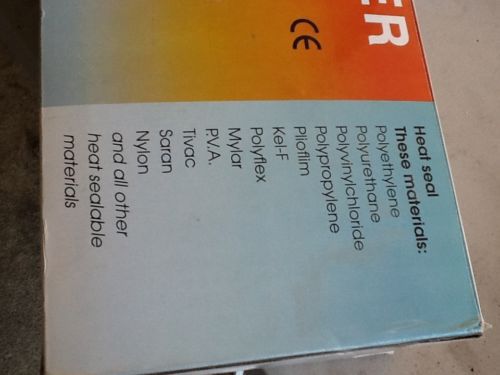 ER
CE
Heat seal
These materials:
Polyethylene
Polyurethane
Polyvinylchloride
Polypropylene
Pliofilm
Kel-F
Polyflex
Mylar
P.V.A.
Tivac
Saran
Nylon
and all other
heat sealable
materials